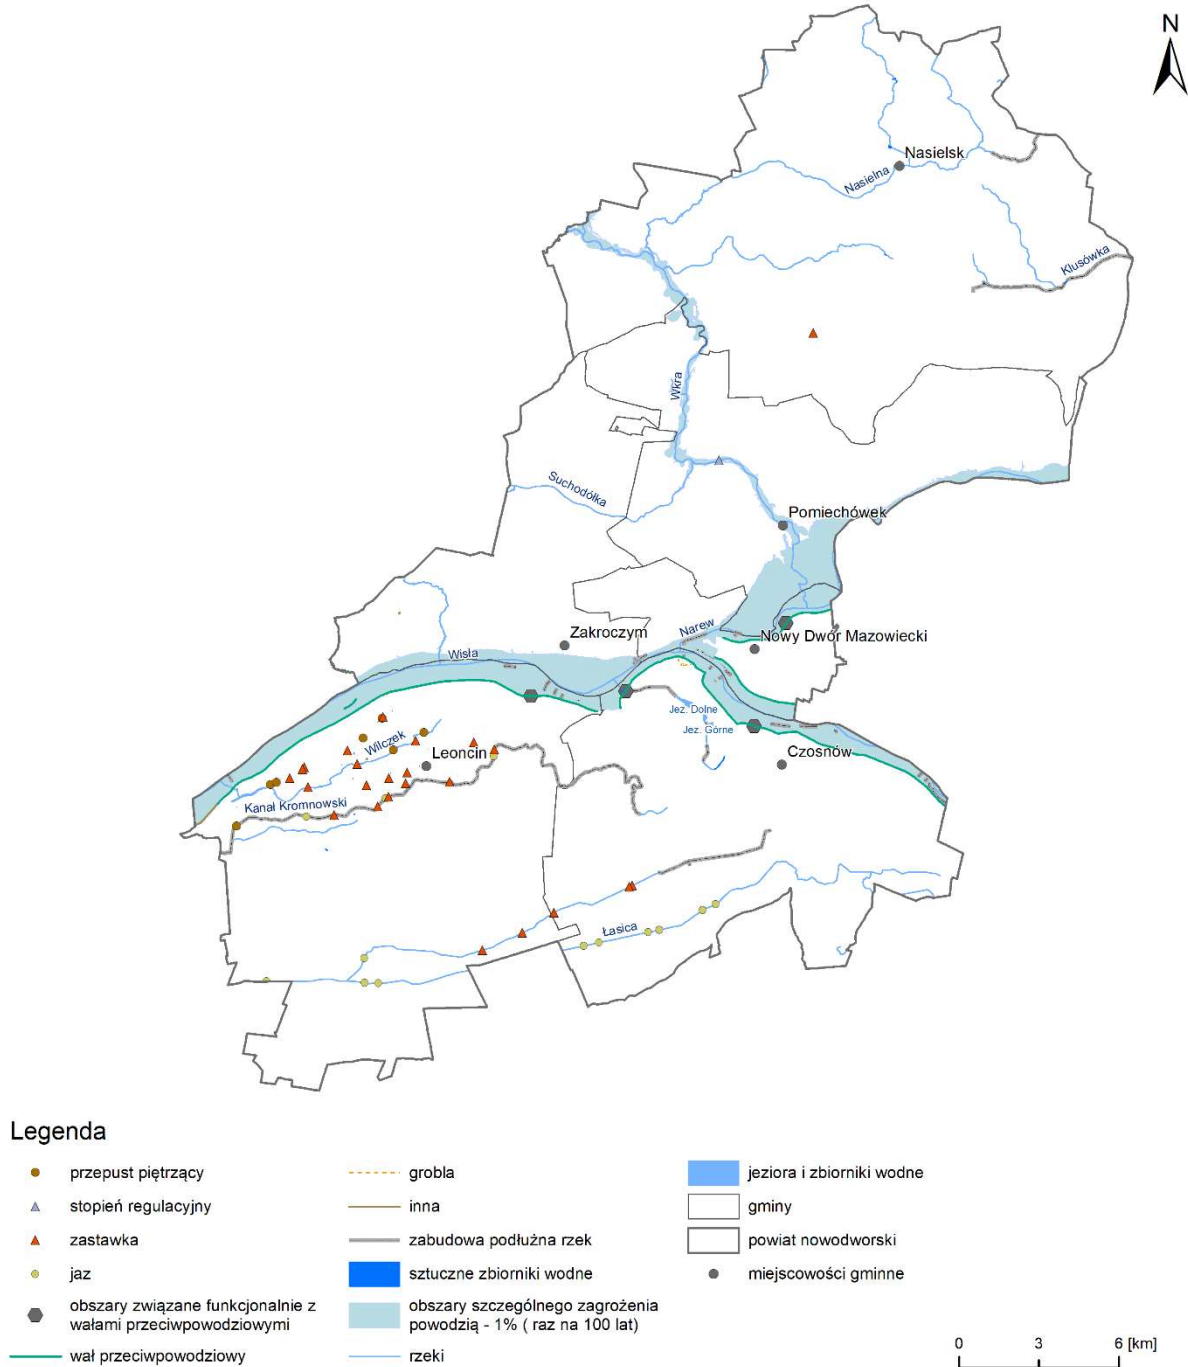 N
Nasielsk
Nasielna
Klusówka
Wkra
Suchodółka
Pomiechówek
Zakroczym
Narew
Nowy Dwór Mazowiecki
Wisła
Jez. Dolne
Jez. Górne
Wilczek
Leoncin
Czosnów
Kanał Kromnowski
Łasica
Legenda
przepust piętrzący
stopień regulacyjny
zastawka
jaz
obszary związane funkcjonalnie z
wałami przeciwpowodziowymi
wał przeciwpowodziowy
grobla
inna
zabudowa podłużna rzek
sztuczne zbiorniki wodne
obszary szczególnego zagrożenia
powodzią - 1% ( raz na 100 lat)
rzeki
jeziora i zbiorniki wodne
gminy
powiat nowodworski
miejscowości gminne
0 3 6 [km]